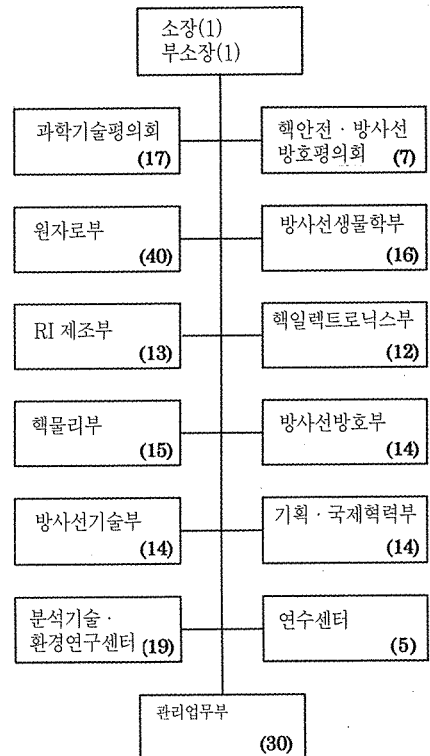 소장(1)
부소장(1)
과학기술평의회
(17)
핵안전 · 방사선
방호평의회 (7)
원자로부
(40)
방사선생물학부
(16)
RI 제조부
(13)
핵일렉트로닉스부
(12)
핵물리부
(15)
방사선방호부
(14)
방사선기술부
(14)
기획 · 국제협력부
(14)
분석기술 ·
환경연구센터 (19)
연수센터
(5)
관리업무부
(30)